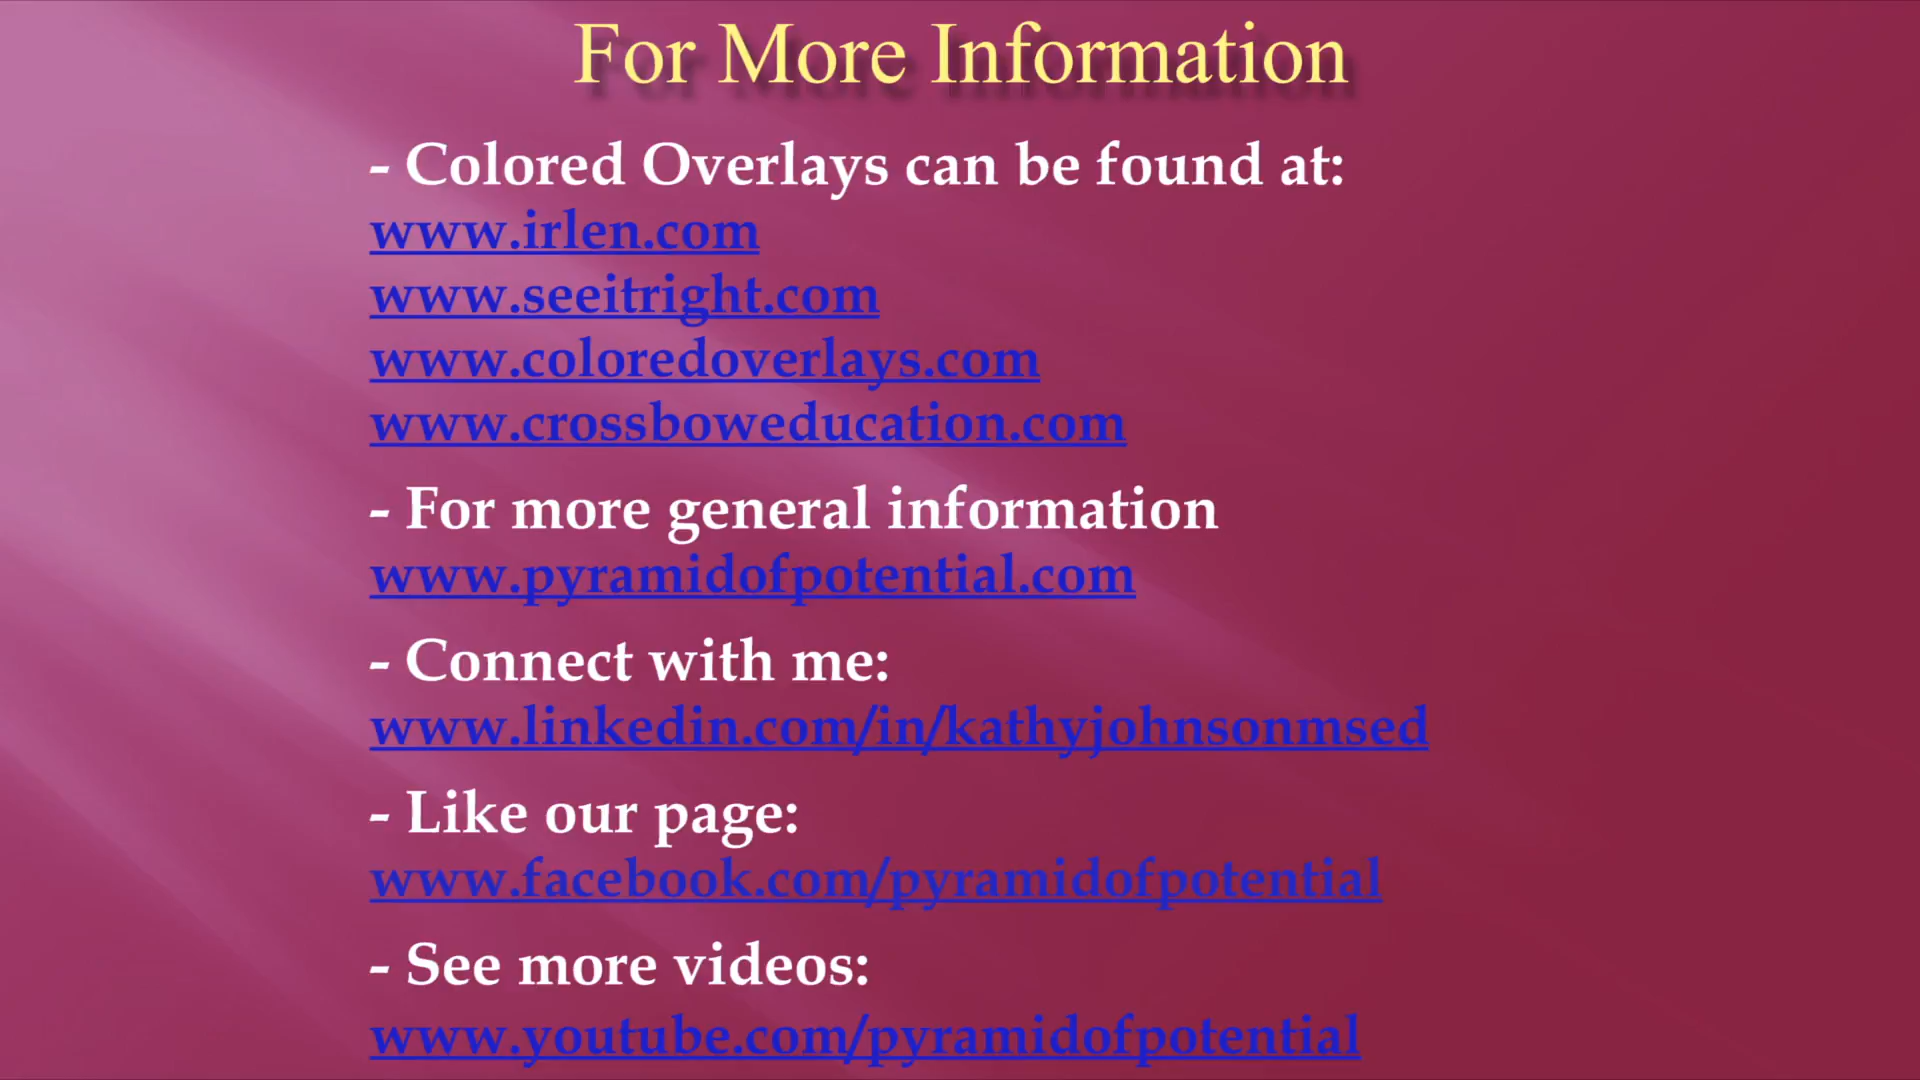 For More Information
- Colored Overlays can be found at:
www.irlen.com
www.seeitright.com
www.coloredoverlays.com
www.crossboweducation.com
- For more general information
www.pyramidofpotential.com
- Connect with me:
www.linkedin.com/in/kathyjohnsonmsed
- Like our page:
www.facebook.com/pyramidofpotential
- See more videos:
www.youtube.com/pyramidofpotential